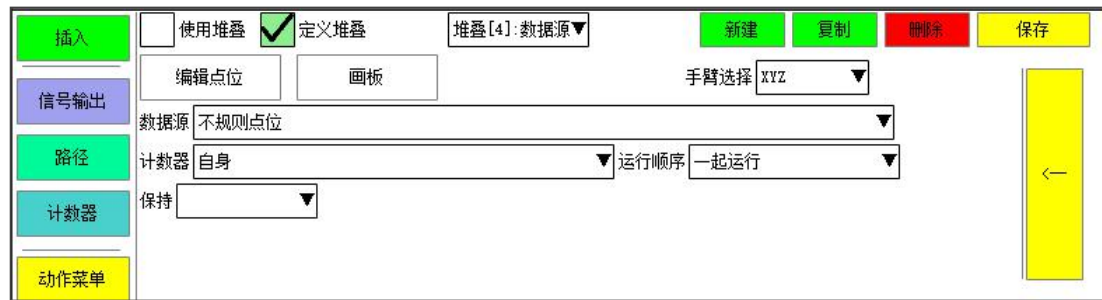 插入 使用堆叠 定义堆叠 堆叠[4]:数据源 新建 复制 删除 保存
编辑点位 画板 手臂选择 XYZ
信号输出
数据源 不规则点位
路径 计数器 自身 运行顺序 一起运行
<—
计数器 保持
动作菜单